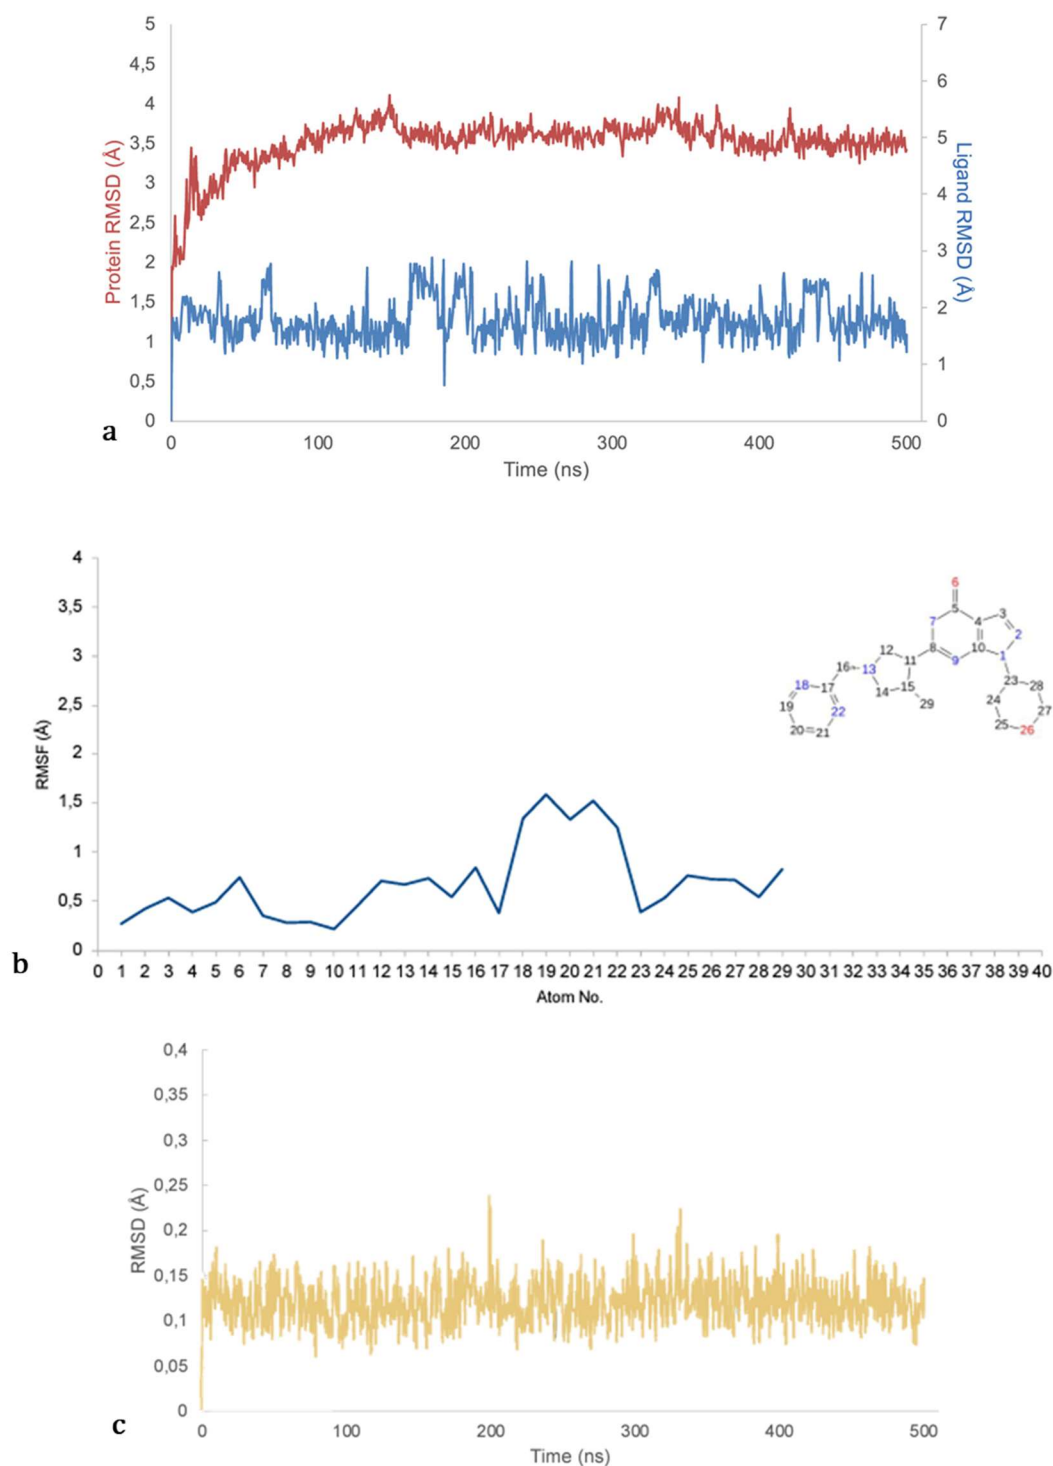 5
4,5
4
3,5
3
2,5
2
1,5
1
0,5
0
Protein RMSD (Å)
7
6
5
4
3
2
1
0
Ligand RMSD (Å)
0 100 200 300 400 500
Time (ns)
a
4
3,5
3
2,5
2
1,5
1
0,5
0
RMSF (Å)
6
5 3
7 4
2
8 10 1
9
12
16 13 11
18 17 14 15
19 22 29
20 21
23 28
24 27
25 26
0 1 2 3 4 5 6 7 8 9 10 11 12 13 14 15 16 17 18 19 20 21 22 23 24 25 26 27 28 29 30 31 32 33 34 35 36 37 38 39 40
Atom No.
b
0,4
0,35
0,3
0,25
0,2
0,15
0,1
0,05
0
RMSD (Å)
0 100 200 300 400 500
Time (ns)
c